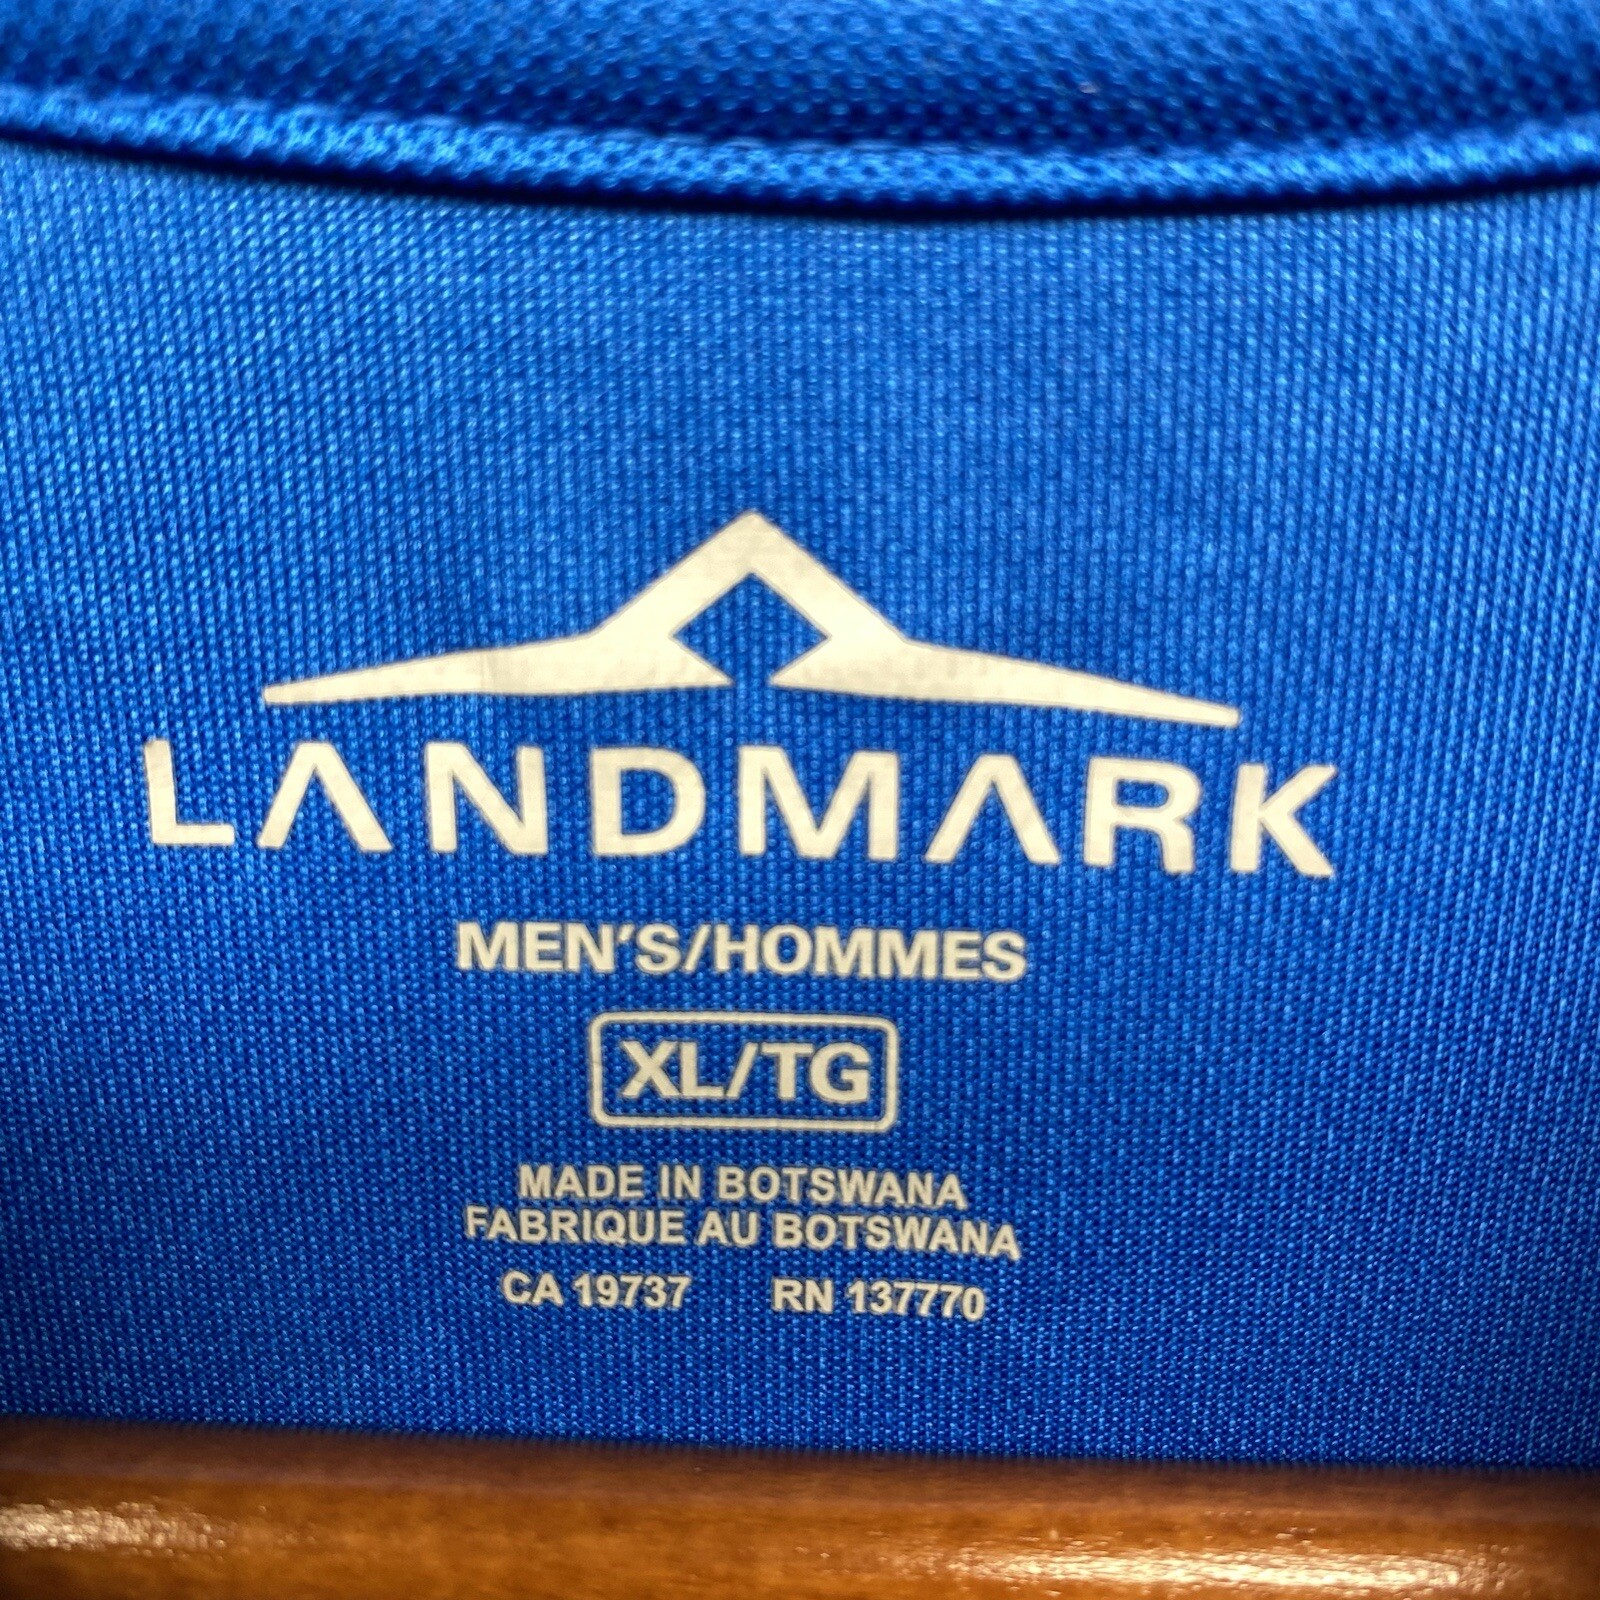 LANDMARK
MEN'S/HOMMES
XL/TG
MADE IN BOTSWANA
FABRIQUE AU BOTSWANA
CA 19737 RN 137770